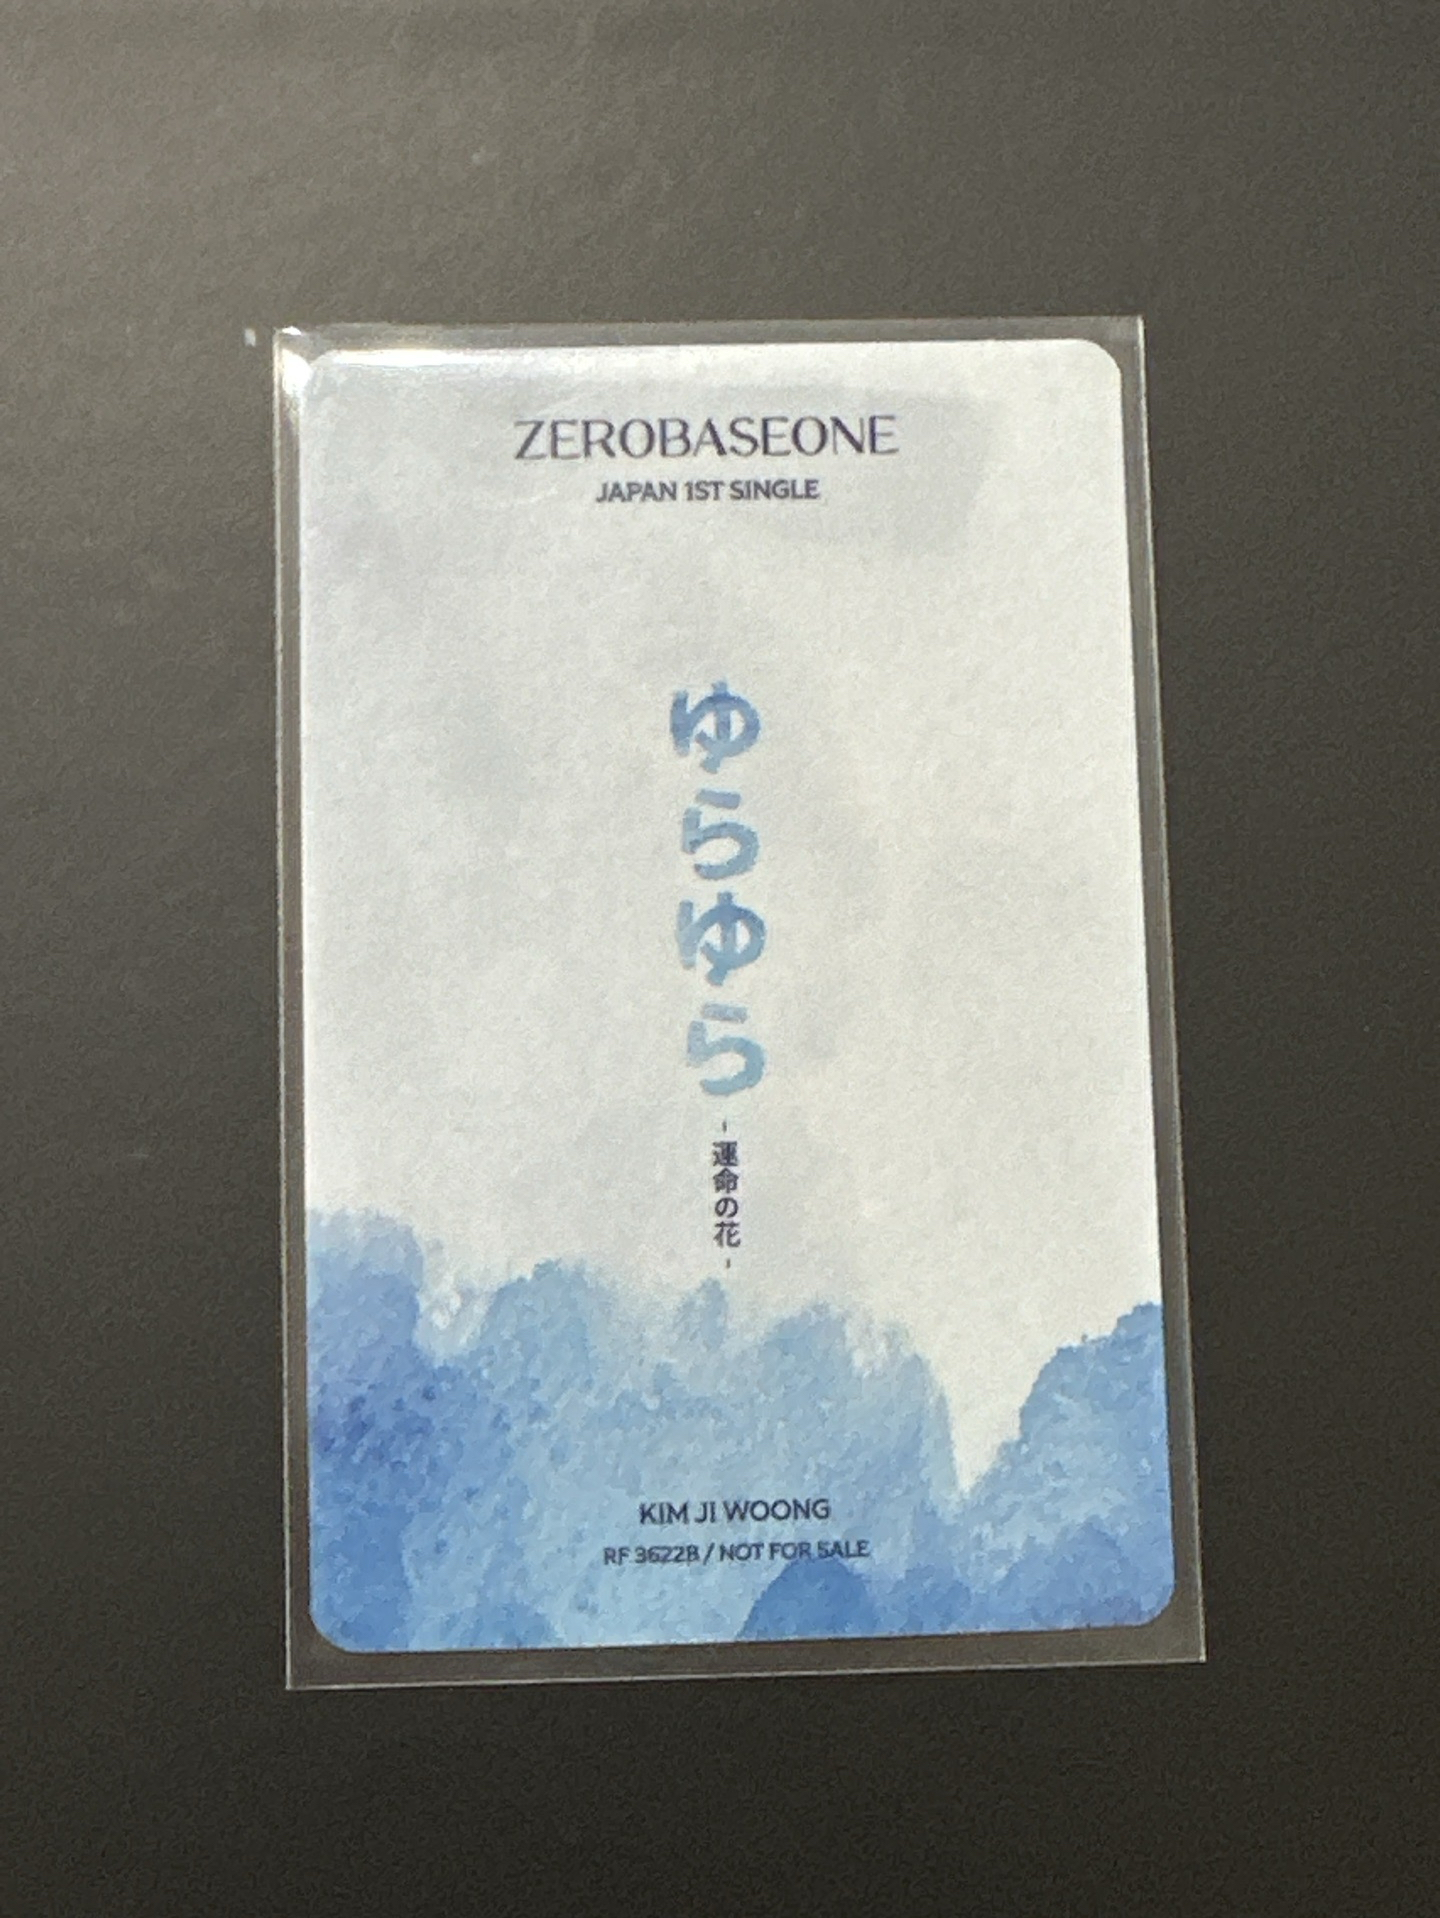 ZEROBASEONE
JAPAN 1ST SINGLE
ゆらゆら
-運命の花-
KIM JI WOONG
RF 3622B / NOT FOR SALE